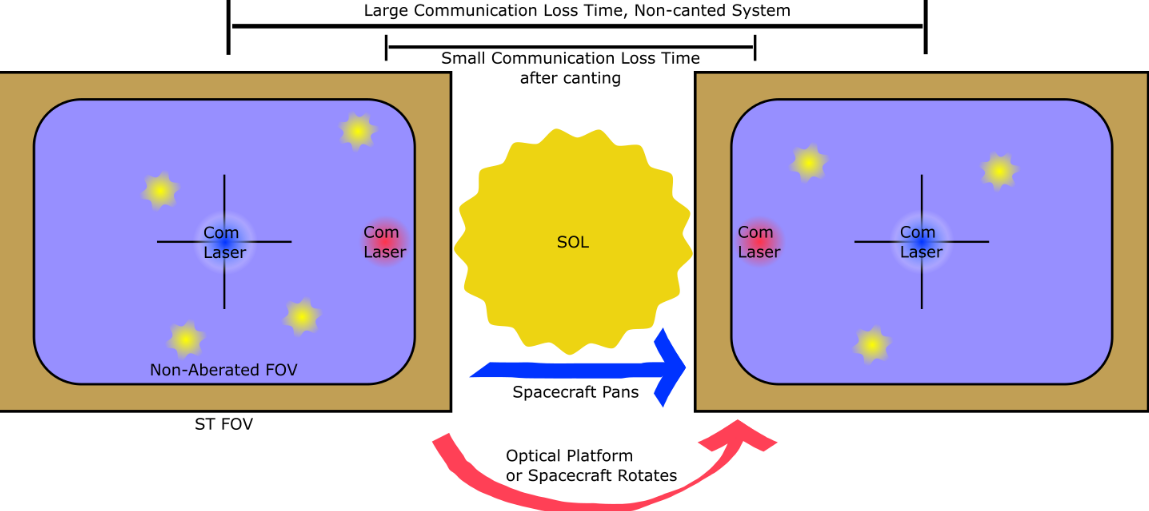 Large Communication Loss Time, Non-canted System
Small Communication Loss Time
after canting
Com
Laser
Com
Laser
SOL
Com
Laser
Com
Laser
Non-Aberated FOV
Spacecraft Pans
ST FOV
Optical Platform
or Spacecraft Rotates